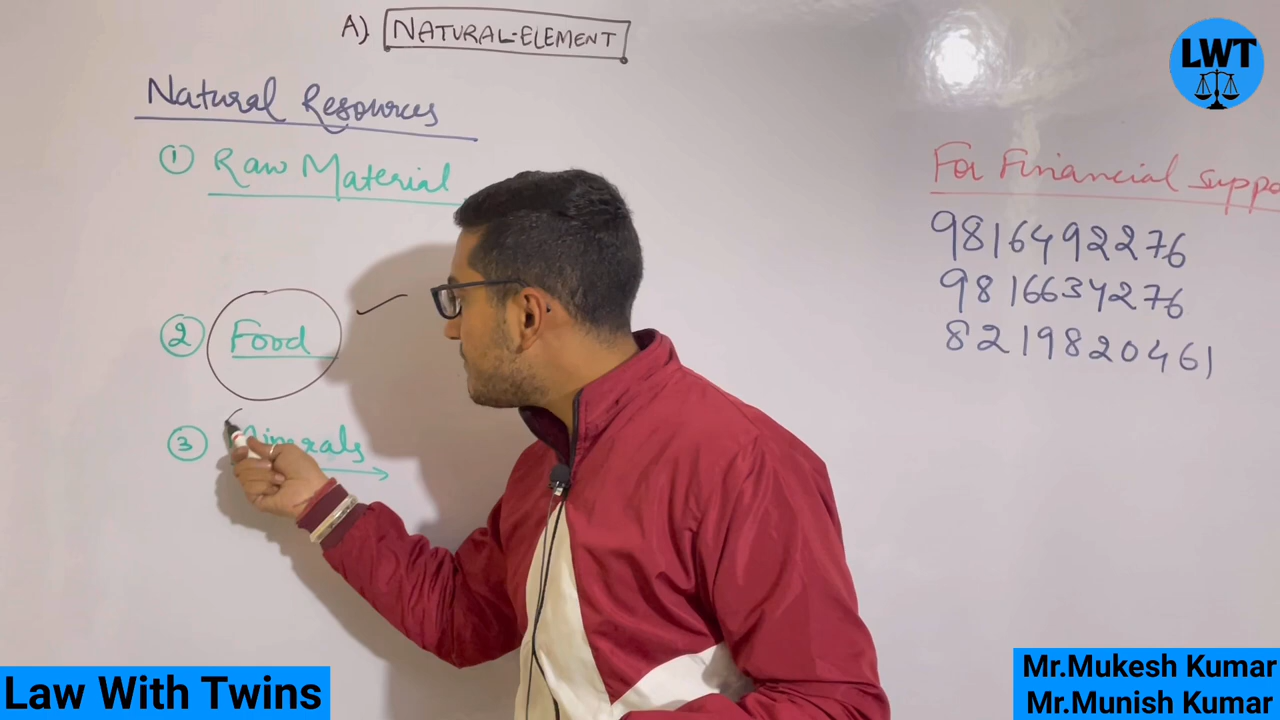 A) NATURAL-ELEMENT
LWT
Natural Resources
1 Raw Material
For Financial Suppo
9816492276
9816634276
8219820461
2 Food
3 Minerals
Law With Twins
Mr.Mukesh Kumar
Mr.Munish Kumar